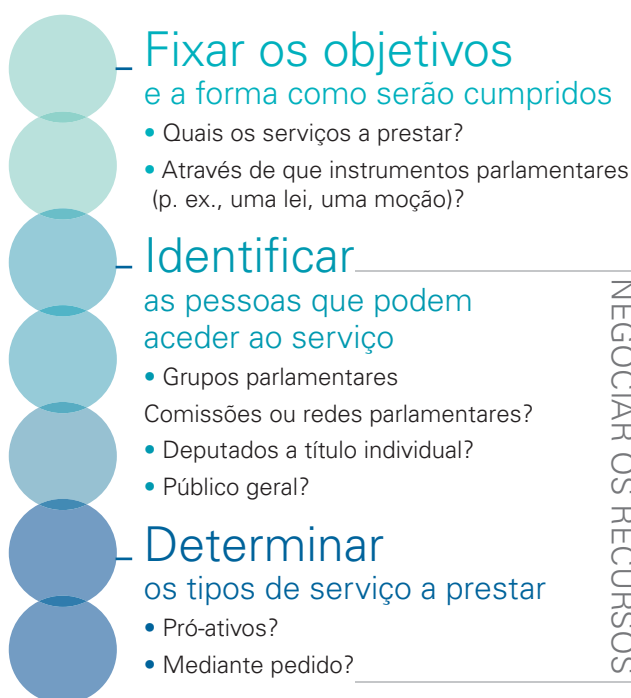 Fixar os objetivos
e a forma como serão cumpridos
• Quais os serviços a prestar?
• Através de que instrumentos parlamentares
(p. ex., uma lei, uma moção)?
Identificar
as pessoas que podem
aceder ao serviço
• Grupos parlamentares
Comissões ou redes parlamentares?
• Deputados a título individual?
• Público geral?
Determinar
os tipos de serviço a prestar
• Pró-ativos?
• Mediante pedido?
NEGOCIAR OS RECURSOS